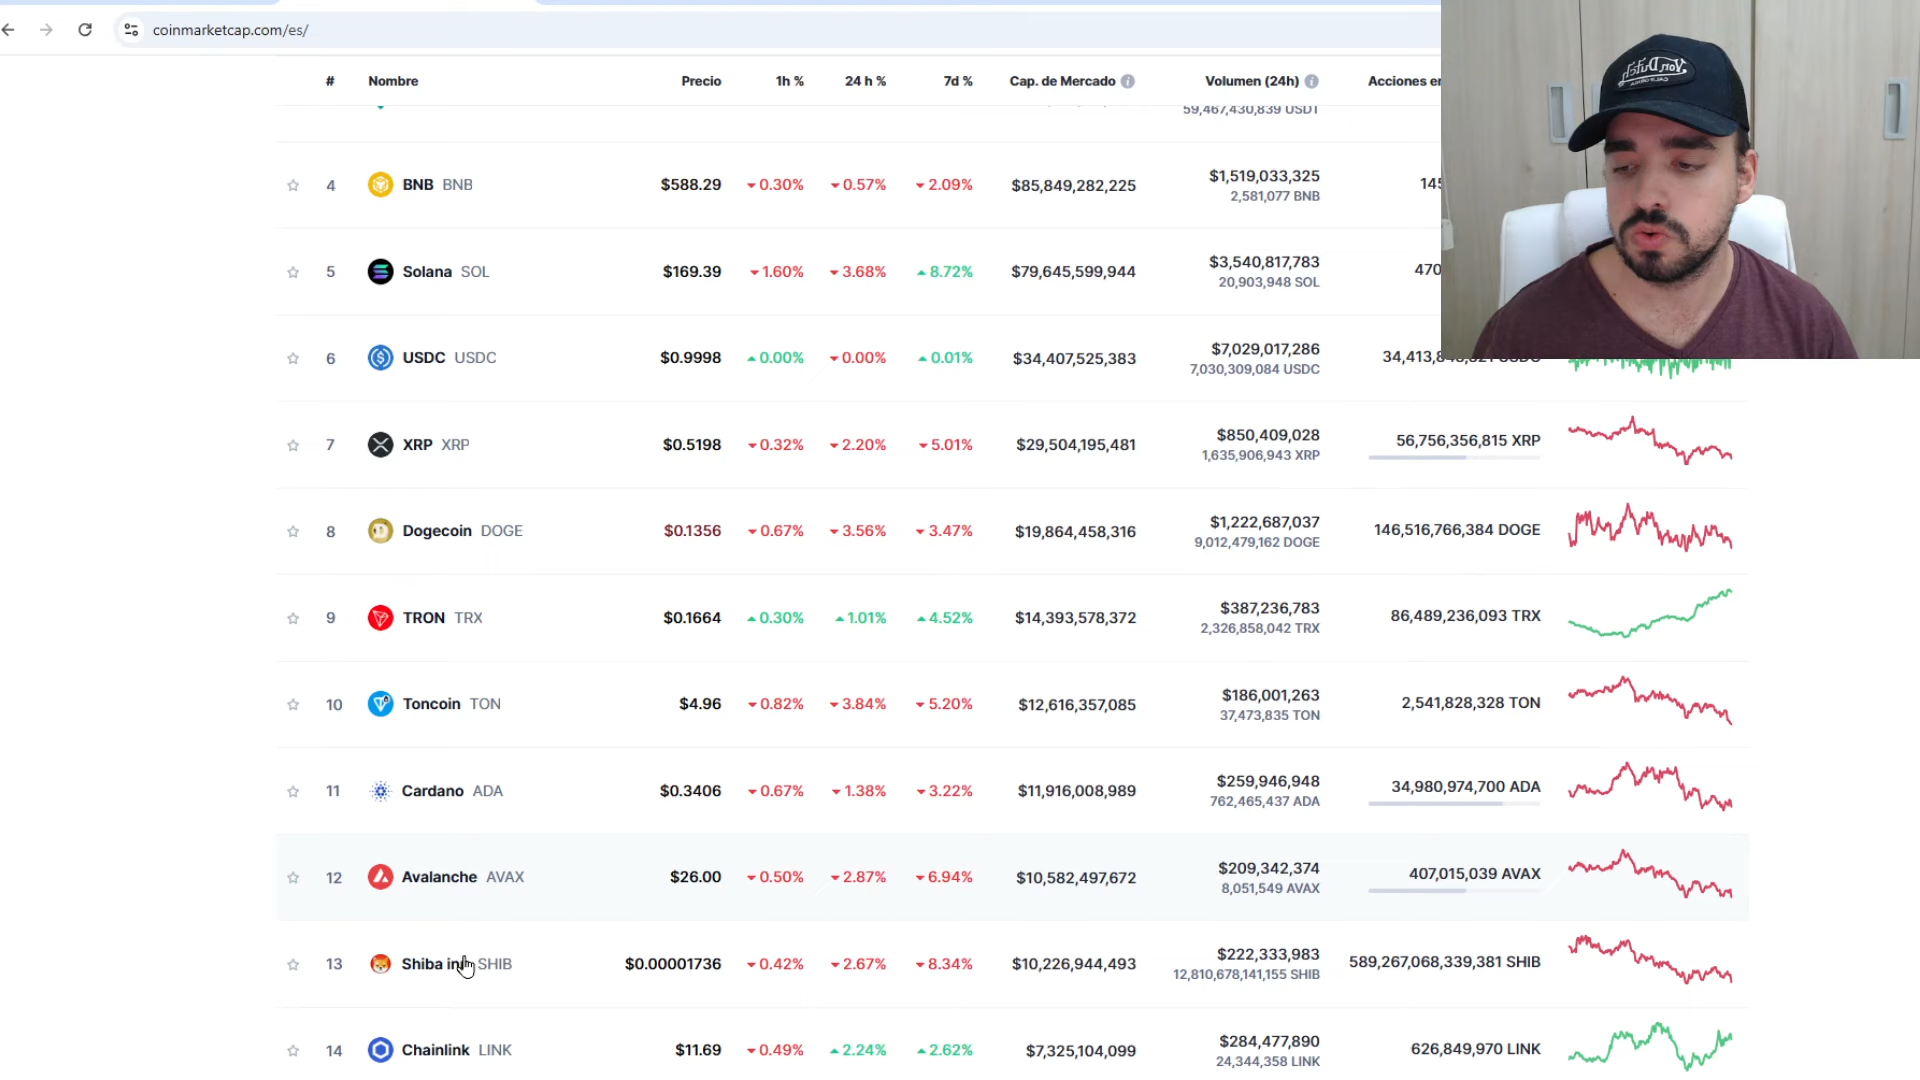 coinmarketcap.com/es/
# Nombre Precio 1h % 24 h % 7d % Cap. de Mercado Volumen (24h) Acciones
59,467,430,839 USDT
4 BNB BNB $588.29 0.30% 0.57% 2.09% $85,849,282,225 $1,519,033,325
2,581,077 BNB
5 Solana SOL $169.39 1.60% 3.68% 8.72% $79,645,599,944 $3,540,817,783 470
20,903,948 SOL
6 USDC USDC $0.9998 0.00% 0.00% 0.01% $34,407,525,383 $7,029,017,286
7,030,309,084 USDC
7 XRP XRP $0.5198 0.32% 2.20% 5.01% $29,504,195,481 $850,409,028 56,756,356,815 XRP
1,635,906,943 XRP
8 Dogecoin DOGE $0.1356 0.67% 3.56% 3.47% $19,864,458,316 $1,222,687,037 146,516,766,384 DOGE
9,012,479,162 DOGE
9 TRON TRX $0.1664 0.30% 1.01% 4.52% $14,393,578,372 $387,236,783 86,489,236,093 TRX
2,326,858,042 TRX
10 Toncoin TON $4.96 0.82% 3.84% 5.20% $12,616,357,085 $186,001,263 2,541,828,328 TON
37,473,835 TON
11 Cardano ADA $0.3406 0.67% 1.38% 3.22% $11,916,008,989 $259,946,948 34,980,974,700 ADA
762,465,437 ADA
12 Avalanche AVAX $26.00 0.50% 2.87% 6.94% $10,582,497,672 $209,342,374 407,015,039 AVAX
8,051,549 AVAX
13 Shiba SHIB $0.00001736 0.42% 2.67% 8.34% $10,226,944,493 $222,333,983 589,267,068,339,381 SHIB
12,810,678,141,155 SHIB
14 Chainlink LINK $11.69 0.49% 2.24% 2.62% $7,325,104,099 $284,477,890 626,849,970 LINK
24,344,358 LINK
Von Dutch